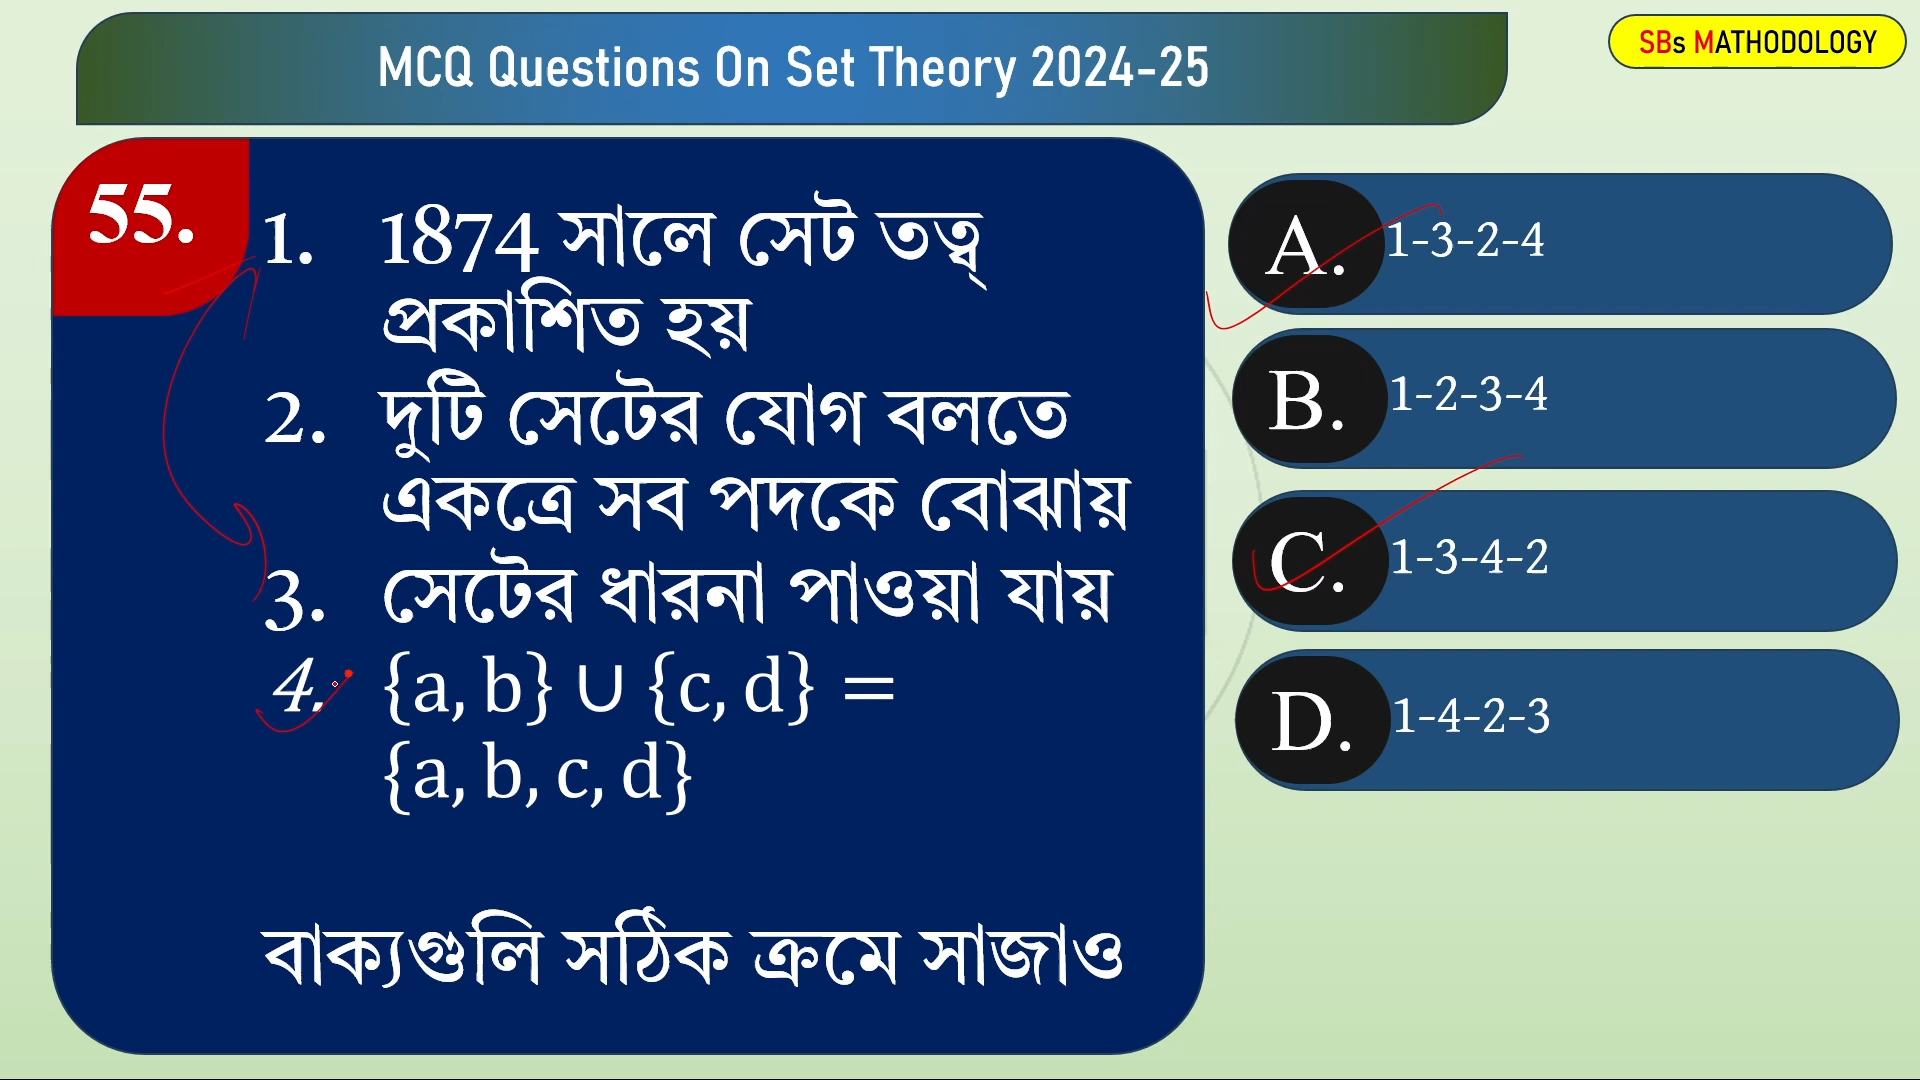 MCQ Questions On Set Theory 2024-25
SBs MATHODOLOGY
55.
1. 1874 সালে সেট তত্ত্ব
প্রকাশিত হয়
2. দুটি সেটের যোগ বলতে
একত্রে সব পদকে বোঝায়
3. সেটের ধারনা পাওয়া যায়
4. {a, b} ∪ {c, d} =
{a, b, c, d}
বাক্যগুলি সঠিক ক্রমে সাজাও
A. 1-3-2-4
B. 1-2-3-4
C. 1-3-4-2
D. 1-4-2-3